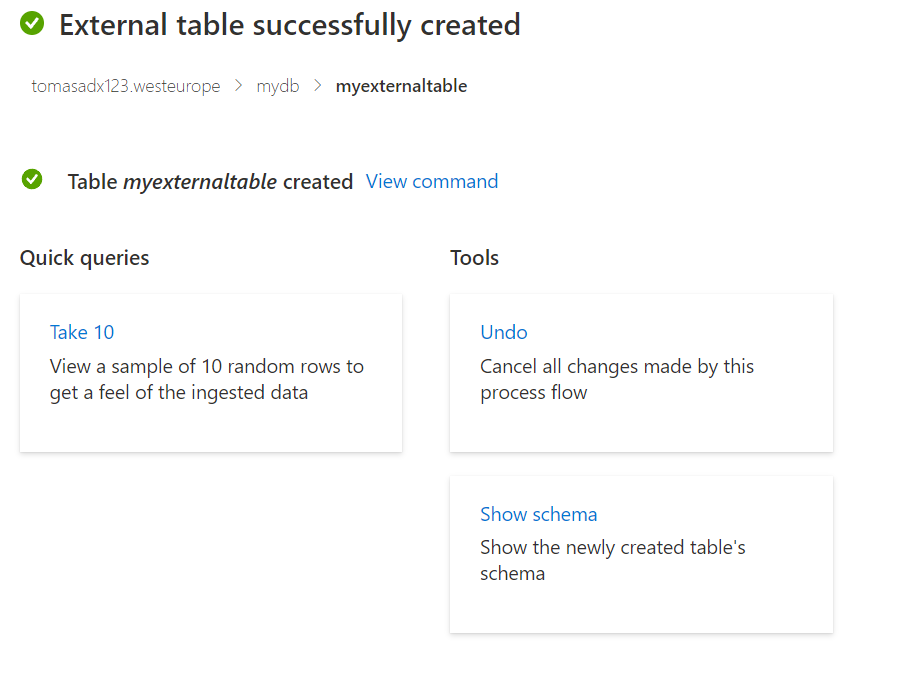 External table successfully created
tomasadx123.westeurope > mydb > myexternaltable
Table myexternaltable created View command
Quick queries
Take 10
View a sample of 10 random rows to
get a feel of the ingested data
Tools
Undo
Cancel all changes made by this
process flow
Show schema
Show the newly created table's
schema